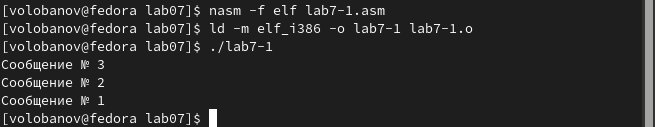 [volobanov@fedora lab07]$ nasm -f elf lab7-1.asm
[volobanov@fedora lab07]$ ld -m elf_i386 -o lab7-1 lab7-1.o
[volobanov@fedora lab07]$ ./lab7-1
Сообщение № 3
Сообщение № 2
Сообщение № 1
[volobanov@fedora lab07]$